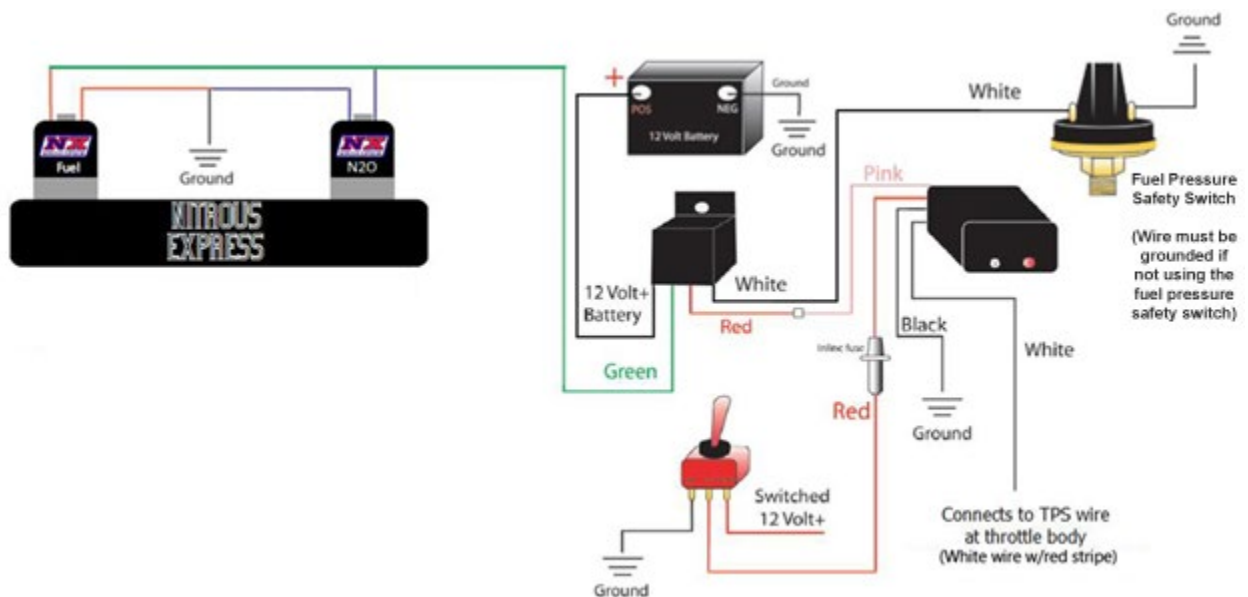 Ground
+
POS
NEG
Ground
12 Volt Battery
Ground
White
NX
Fuel
Ground
NX
N2O
Pink
Fuel Pressure
Safety Switch
(Wire must be
grounded if
not using the
fuel pressure
safety switch)
NITROUS
EXPRESS
12 Volt+
Battery
White
Red
Black
White
Inline fuse
Green
Red
Ground
Switched
12 Volt+
Connects to TPS wire
at throttle body
(White wire w/red stripe)
Ground